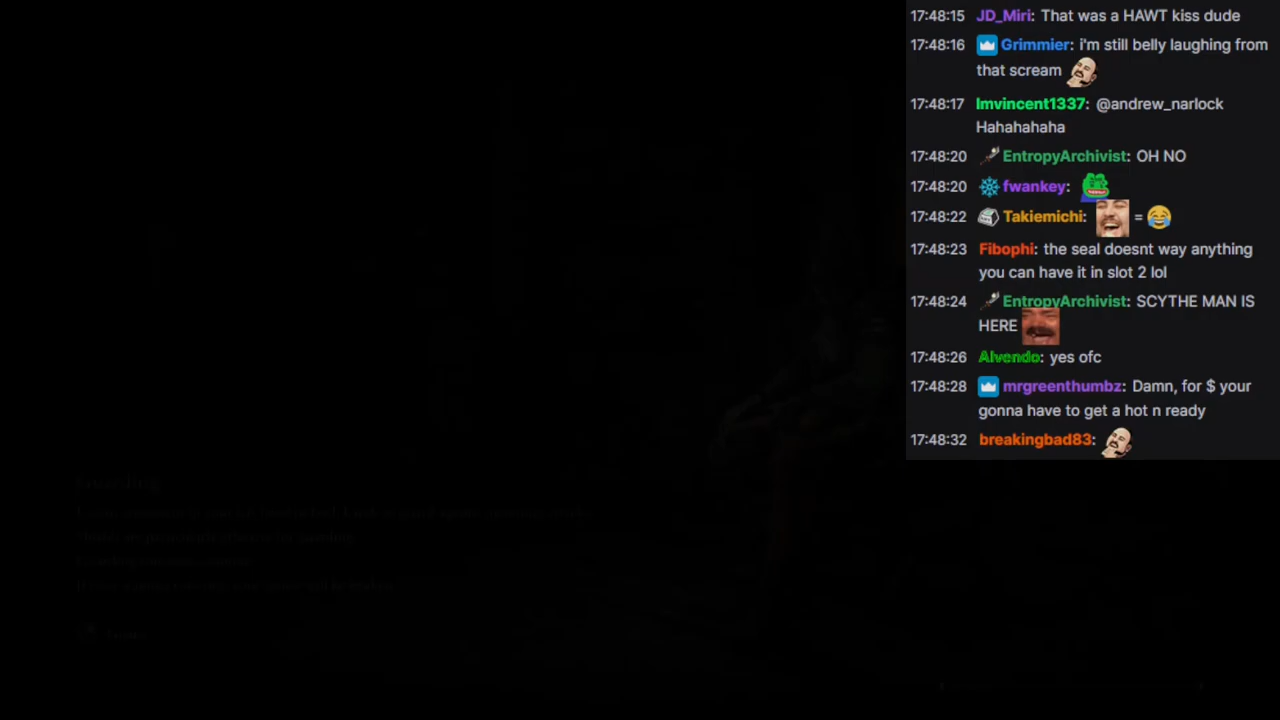 17:48:15 JD_Miri: That was a HAWT kiss dude
17:48:16 Grimmier: i'm still belly laughing from
that scream
17:48:17 Imvincent1337: @andrew_narlock
Hahahahaha
17:48:20 EntropyArchivist: OH NO
17:48:20 fwankey:
17:48:22 Takiemichi: = 😂
17:48:23 Fibophi: the seal doesnt way anything
you can have it in slot 2 lol
17:48:24 EntropyArchivist: SCYTHE MAN IS
HERE
17:48:26 Alvendo: yes ofc
17:48:28 mrgreenthumbz: Damn, for $ your
gonna have to get a hot n ready
17:48:32 breakingbad83: